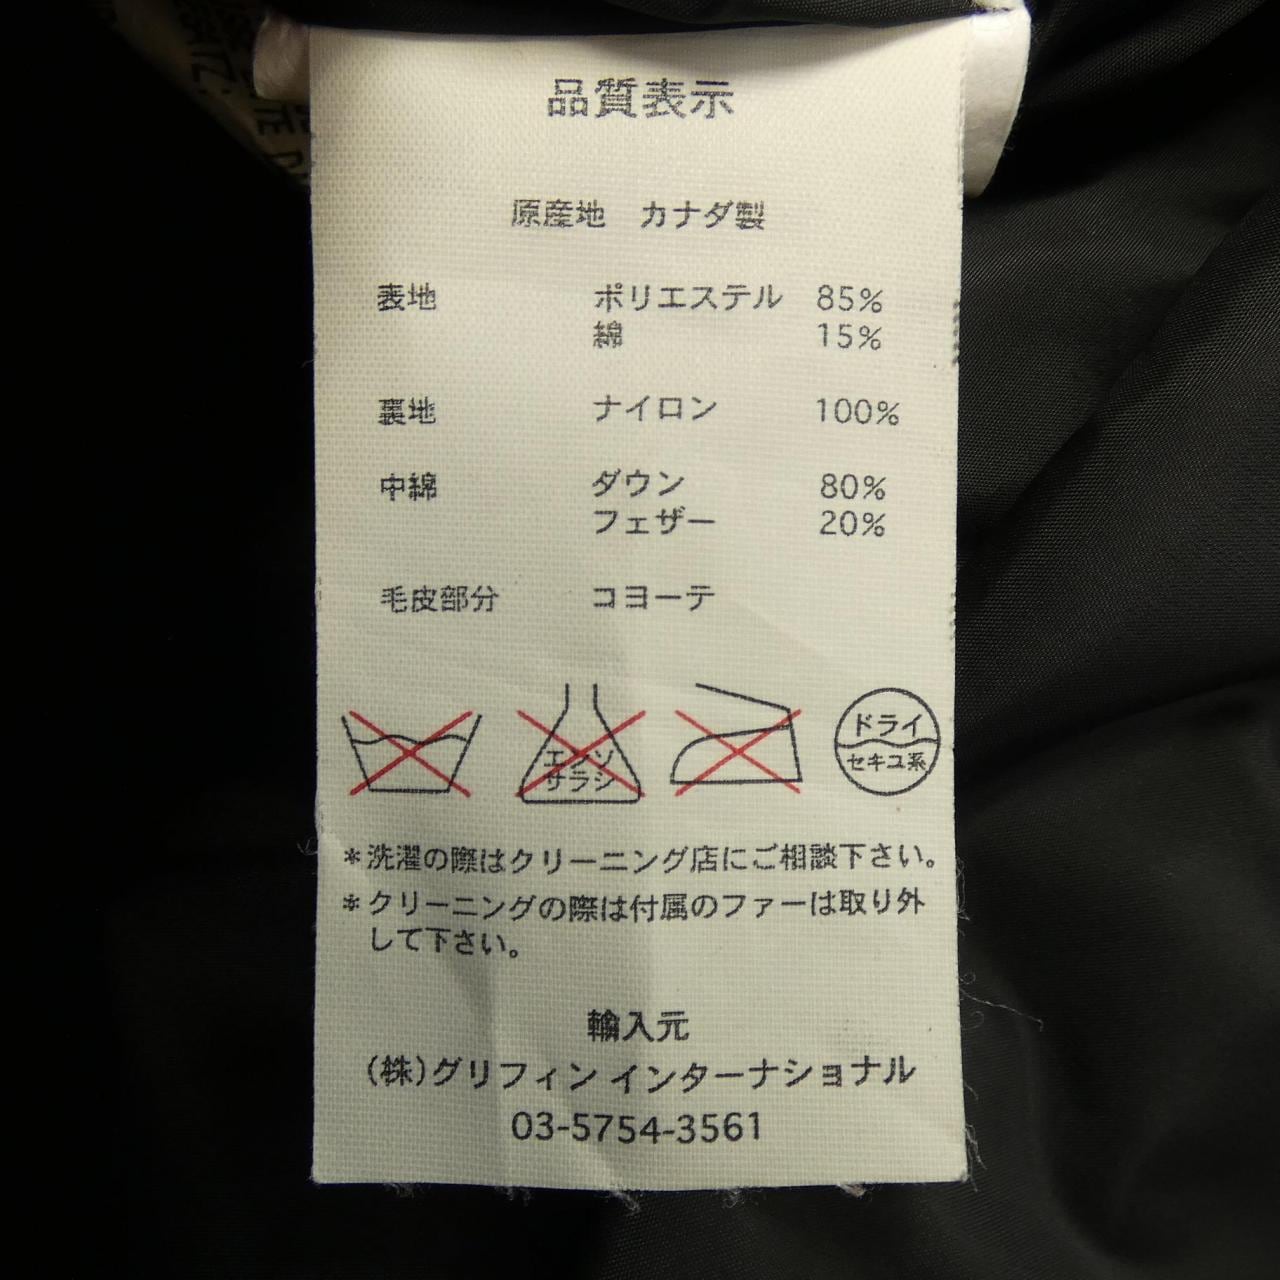 品質表示
原産地 カナダ製
表地 ポリエステル 85%
綿 15%
裏地 ナイロン 100%
中綿 ダウン 80%
フェザー 20%
毛皮部分 コヨーテ
エンソ
サラシ
ドライ
セキユ系
*洗濯の際はクリーニング店にご相談下さい。
*クリーニングの際は付属のファーは取り外
して下さい。
輸入元
(株)グリフィン インターナショナル
03-5754-3561